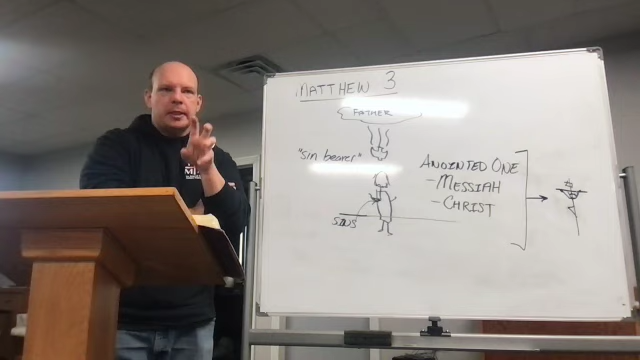 MATTHEW 3
FATHER
"sin bearer"
ANOINTED ONE
- MESSIAH
- CHRIST
SINS